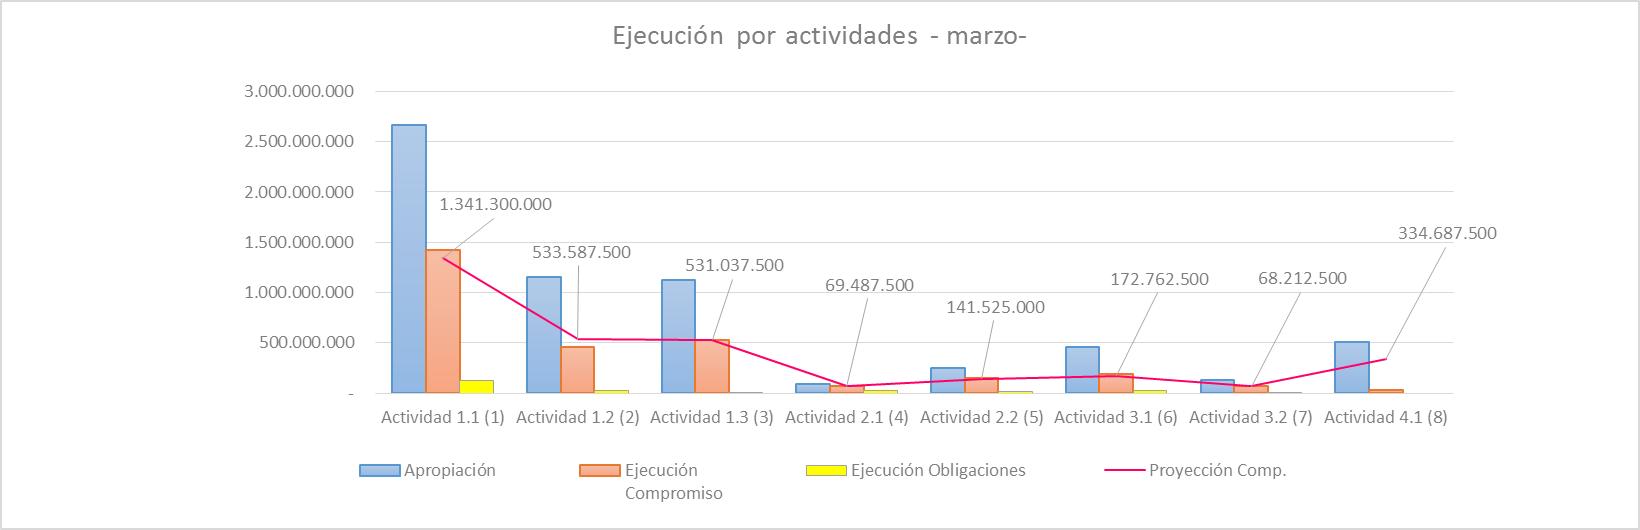 Ejecución por actividades - marzo-
3.000.000.000
2.500.000.000
2.000.000.000
1.500.000.000
1.000.000.000
500.000.000
-
1.341.300.000
533.587.500
531.037.500
69.487.500
141.525.000
172.762.500
68.212.500
334.687.500
Actividad 1.1 (1)
Actividad 1.2 (2)
Actividad 1.3 (3)
Actividad 2.1 (4)
Actividad 2.2 (5)
Actividad 3.1 (6)
Actividad 3.2 (7)
Actividad 4.1 (8)
Apropiación
Ejecución
Compromiso
Ejecución Obligaciones
Proyección Comp.